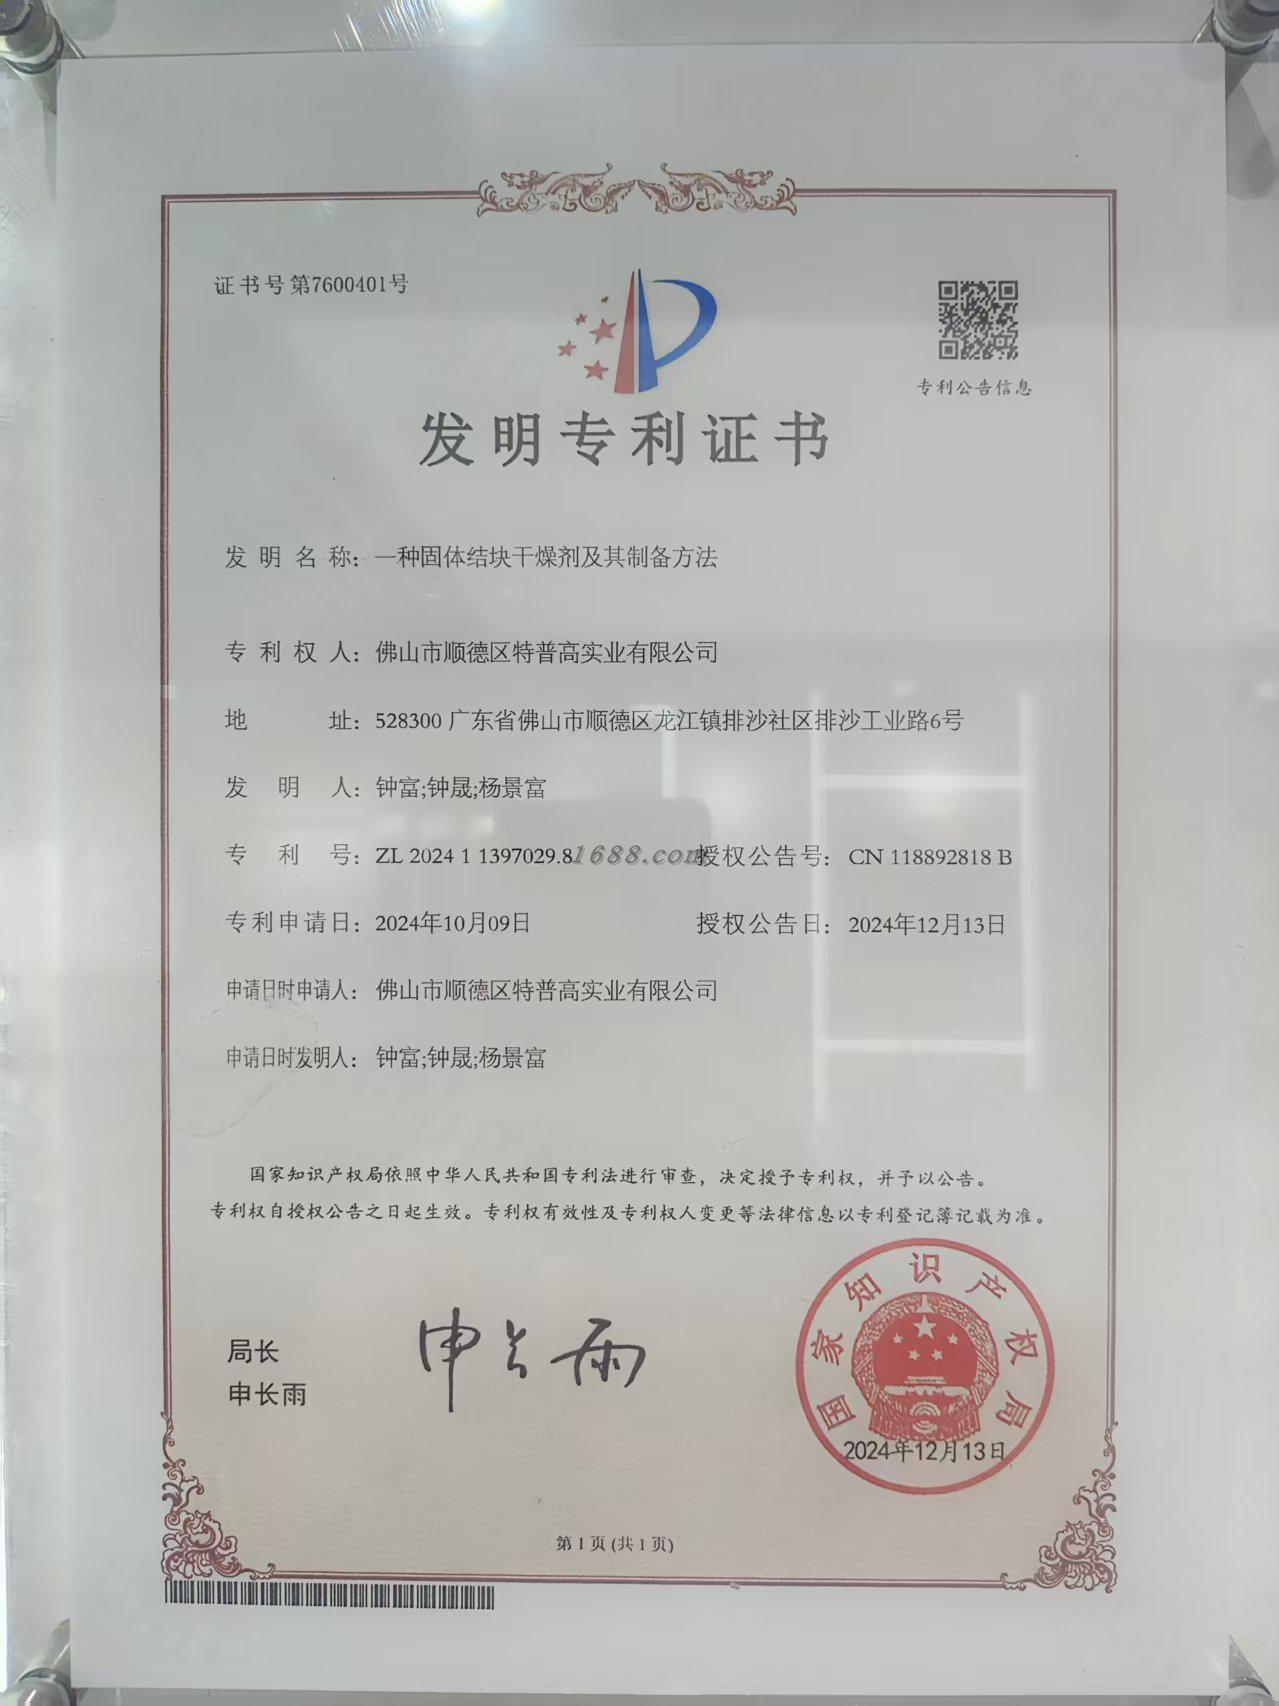 证书号第7600401号
专利公告信息
发明专利证书
发明名称：一种固体结块干燥剂及其制备方法
专利权人：佛山市顺德区特普高实业有限公司
地址：528300 广东省佛山市顺德区龙江镇排沙社区排沙工业路6号
发明人：钟富;钟晟;杨景富
专利号：ZL 2024 1 1397029.8 1688.com 授权公告号：CN 118892818 B
专利申请日：2024年10月09日 授权公告日：2024年12月13日
申请日时申请人：佛山市顺德区特普高实业有限公司
申请日时发明人：钟富;钟晟;杨景富
国家知识产权局依照中华人民共和国专利法进行审查，决定授予专利权，并予以公告。
专利权自授权公告之日起生效。专利权有效性及专利权人变更等法律信息以专利登记簿记载为准。
局长
申长雨
申长雨
国家知识产权局
2024年12月13日
第 1 页 (共 1 页)